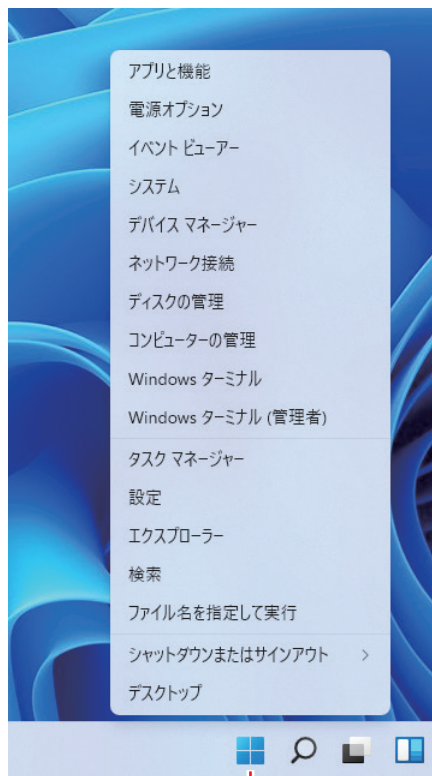 アプリと機能
電源オプション
イベント ビューアー
システム
デバイス マネージャー
ネットワーク接続
ディスクの管理
コンピューターの管理
Windows ターミナル
Windows ターミナル (管理者)
タスク マネージャー
設定
エクスプローラー
検索
ファイル名を指定して実行
シャットダウンまたはサインアウト
デスクトップ